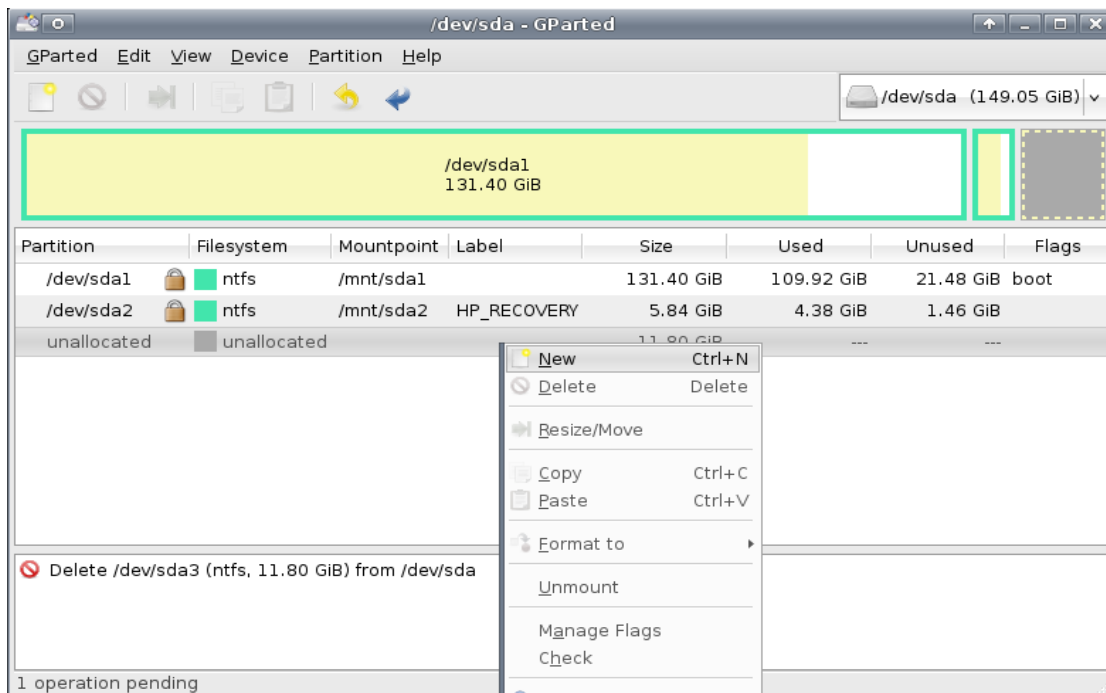 /dev/sda - GParted
GParted Edit View Device Partition Help
/dev/sda (149.05 GiB)
/dev/sda1
131.40 GiB
Partition Filesystem Mountpoint Label Size Used Unused Flags
/dev/sda1 ntfs /mnt/sda1 131.40 GiB 109.92 GiB 21.48 GiB boot
/dev/sda2 ntfs /mnt/sda2 HP_RECOVERY 5.84 GiB 4.38 GiB 1.46 GiB
unallocated unallocated 11.80 GiB --- ---
New Ctrl+N
Delete Delete
Resize/Move
Copy Ctrl+C
Paste Ctrl+V
Format to
Unmount
Manage Flags
Check
Delete /dev/sda3 (ntfs, 11.80 GiB) from /dev/sda
1 operation pending